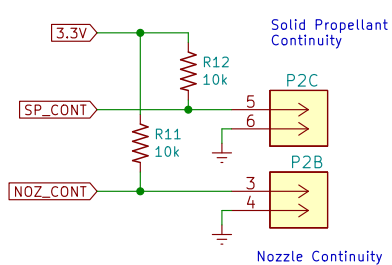 Solid Propellant
Continuity
3.3V
R12
10k
P2C
SP_CONT
5
6
R11
10k
P2B
NOZ_CONT
3
4
Nozzle Continuity